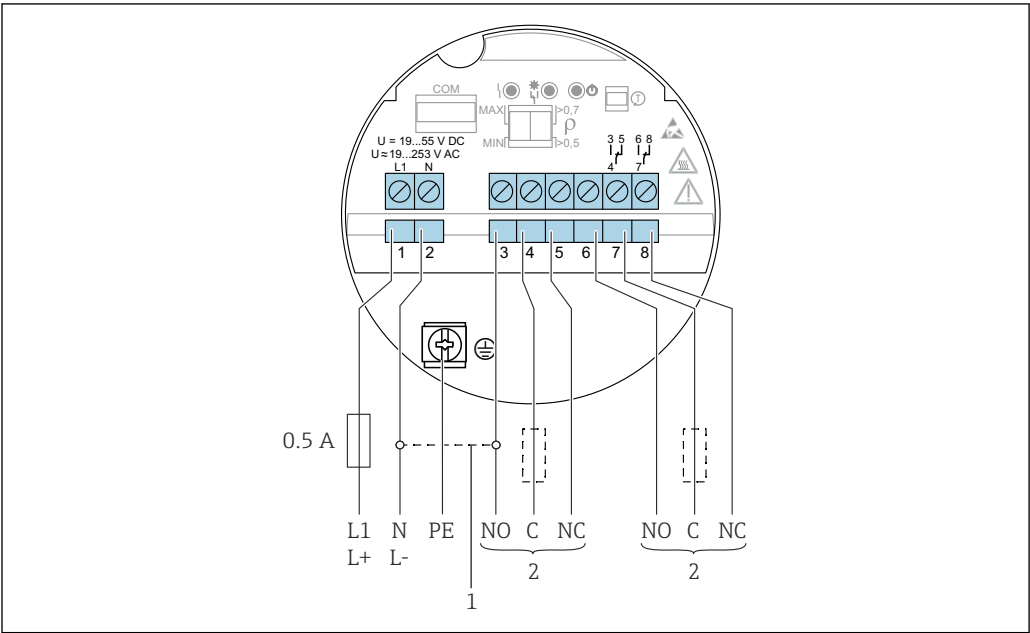 COM
MAX
>0,7
ρ
MIN
>0,5
U = 19...55 V DC
U≈19...253 V AC
L1 N
3 5
4
6 8
7
T
1 2 3 4 5 6 7 8
0.5 A
L1 N PE NO C NC NO C NC
L+ L-
2 2
1